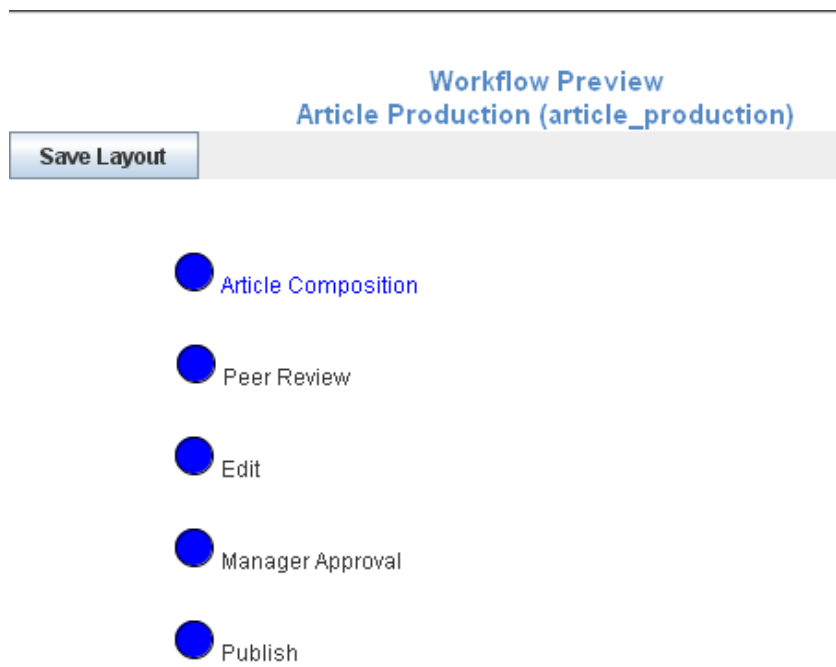 Workflow Preview
Article Production (article_production)
Save Layout
Article Composition
Peer Review
Edit
Manager Approval
Publish